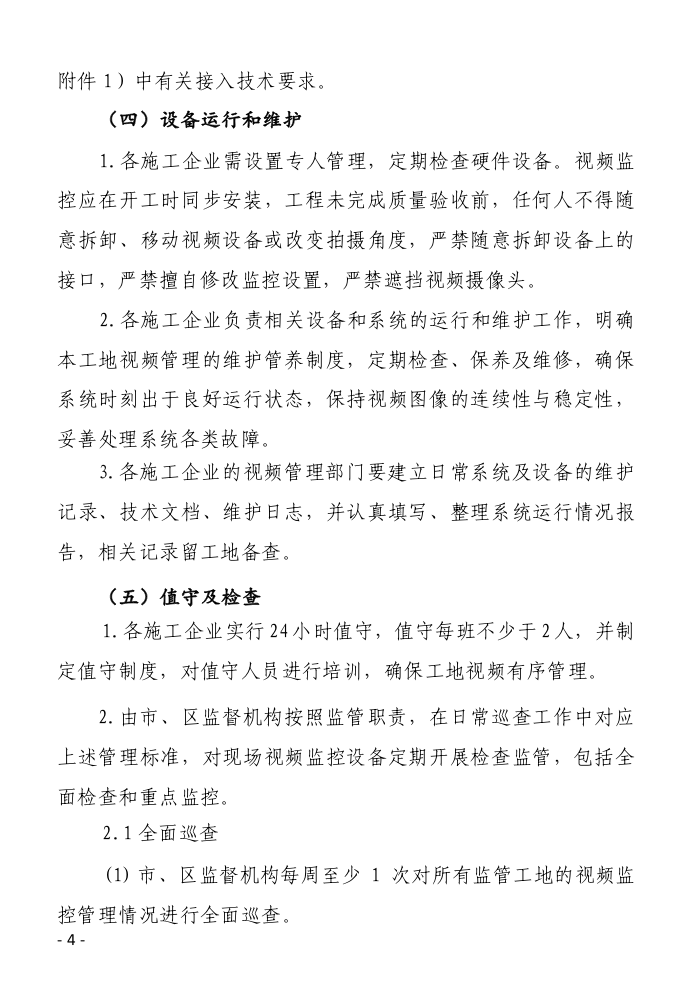 附件 1）中有关接入技术要求。
（四）设备运行和维护
1.各施工企业需设置专人管理，定期检查硬件设备。视频监
控应在开工时同步安装，工程未完成质量验收前，任何人不得随
意拆卸、移动视频设备或改变拍摄角度，严禁随意拆卸设备上的
接口，严禁擅自修改监控设置，严禁遮挡视频摄像头。
2.各施工企业负责相关设备和系统的运行和维护工作，明确
本工地视频管理的维护管养制度，定期检查、保养及维修，确保
系统时刻出于良好运行状态，保持视频图像的连续性与稳定性，
妥善处理系统各类故障。
3.各施工企业的视频管理部门要建立日常系统及设备的维护
记录、技术文档、维护日志，并认真填写、整理系统运行情况报
告，相关记录留工地备查。
（五）值守及检查
1.各施工企业实行24小时值守，值守每班不少于2人，并制
定值守制度，对值守人员进行培训，确保工地视频有序管理。
2.由市、区监督机构按照监管职责，在日常巡查工作中对应
上述管理标准，对现场视频监控设备定期开展检查监管，包括全
面检查和重点监控。
2.1全面巡查
(1) 市、区监督机构每周至少 1 次对所有监管工地的视频监
控管理情况进行全面巡查。
- 4 -